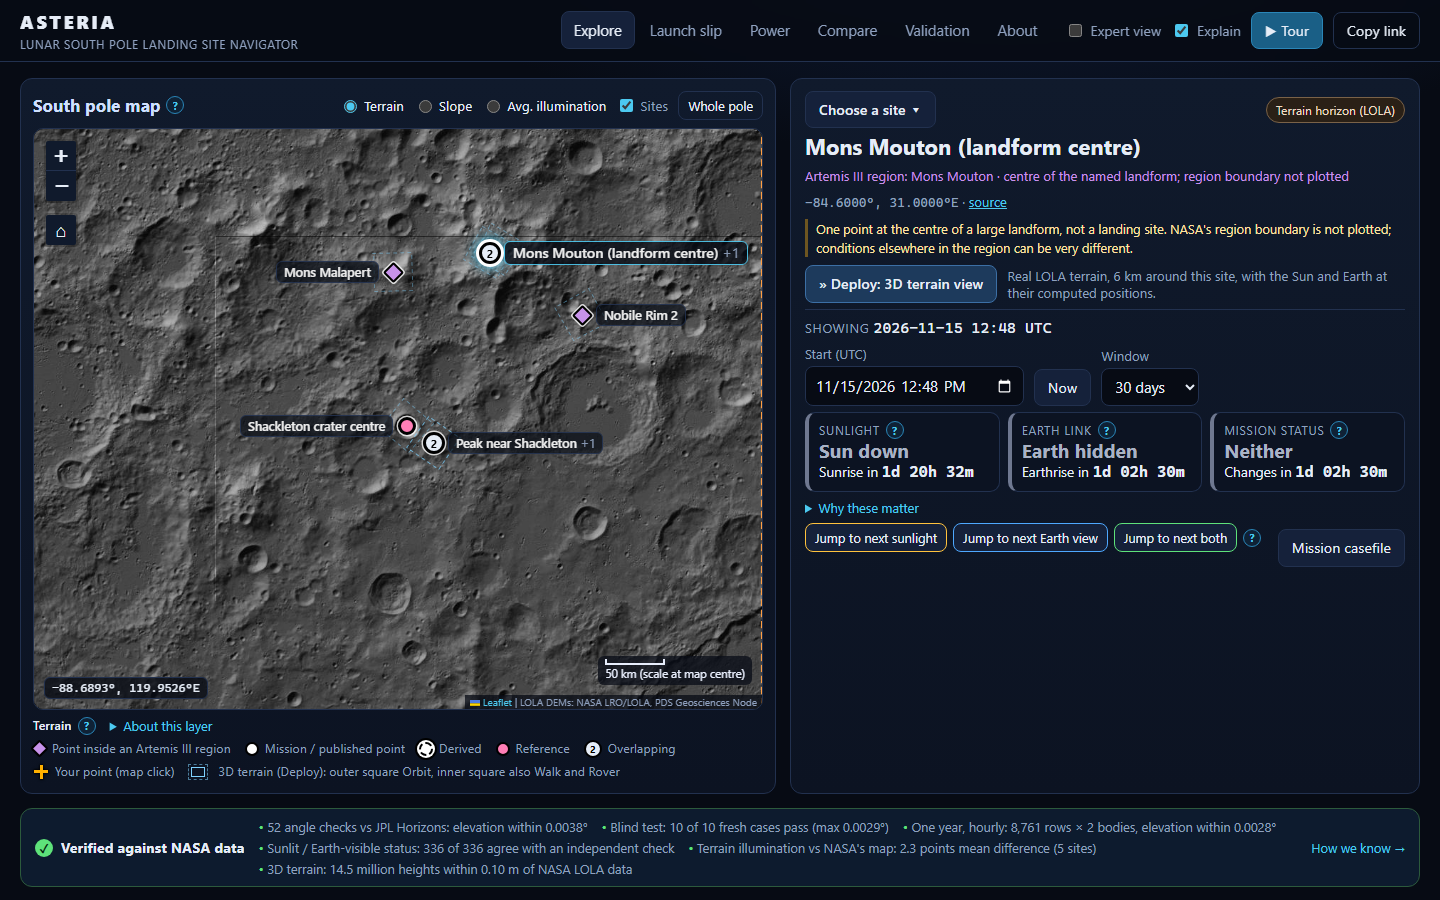 ASTERIA
LUNAR SOUTH POLE LANDING SITE NAVIGATOR
Explore
Launch slip
Power
Compare
Validation
About
Expert view
Explain
▶ Tour
Copy link
South pole map ?
Terrain
Slope
Avg. illumination
Sites
Whole pole
+
−
⌂
2
Mons Mouton (landform centre) +1
Mons Malapert
Nobile Rim 2
Shackleton crater centre
2
Peak near Shackleton +1
50 km (scale at map centre)
−88.6893°, 119.9526°E
Leaflet | LOLA DEMs: NASA LRO/LOLA, PDS Geosciences Node
Terrain ? ▶ About this layer
Point inside an Artemis III region
Mission / published point
Derived
Reference
2 Overlapping
Your point (map click)
3D terrain (Deploy): outer square Orbit, inner square also Walk and Rover
Choose a site ▾
Terrain horizon (LOLA)
Mons Mouton (landform centre)
Artemis III region: Mons Mouton · centre of the named landform; region boundary not plotted
−84.6000°, 31.0000°E · source
One point at the centre of a large landform, not a landing site. NASA's region boundary is not plotted;
conditions elsewhere in the region can be very different.
» Deploy: 3D terrain view
Real LOLA terrain, 6 km around this site, with the Sun and Earth at
their computed positions.
SHOWING 2026−11−15 12:48 UTC
Start (UTC)
Window
11/15/2026 12:48 PM
Now
30 days
SUNLIGHT ?
Sun down
Sunrise in 1d 20h 32m
EARTH LINK ?
Earth hidden
Earthrise in 1d 02h 30m
MISSION STATUS ?
Neither
Changes in 1d 02h 30m
▶ Why these matter
Jump to next sunlight
Jump to next Earth view
Jump to next both
?
Mission casefile
✓ Verified against NASA data
• 52 angle checks vs JPL Horizons: elevation within 0.0038° • Blind test: 10 of 10 fresh cases pass (max 0.0029°) • One year, hourly: 8,761 rows × 2 bodies, elevation within 0.0028°
• Sunlit / Earth-visible status: 336 of 336 agree with an independent check • Terrain illumination vs NASA's map: 2.3 points mean difference (5 sites)
• 3D terrain: 14.5 million heights within 0.10 m of NASA LOLA data
How we know →